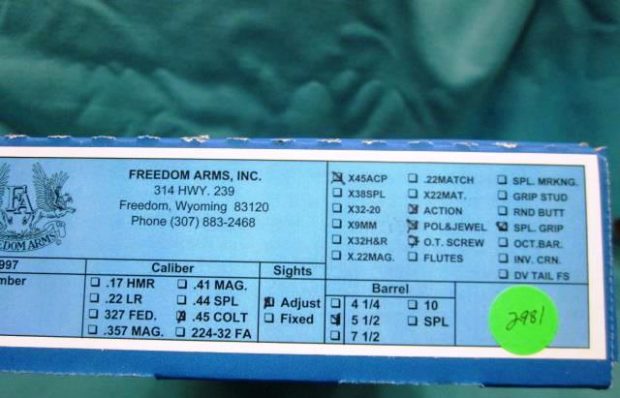 FREEDOM ARMS, INC.
314 HWY. 239
Freedom, Wyoming 83120
Phone (307) 883-2468
EDOM ARMS
X45ACP .22MATCH SPL. MRKNG.
X38SPL X22MAT. GRIP STUD
X32-20 ACTION RND BUTT
X9MM POL&JEWEL SPL. GRIP
X32H&R O.T. SCREW OCT.BAR.
X.22MAG. FLUTES INV. CRN.
DV TAIL FS
997
mber
Caliber
.17 HMR .41 MAG.
.22 LR .44 SPL
327 FED. .45 COLT
.357 MAG. 224-32 FA
Sights
Adjust
Fixed
Barrel
4 1/4 10
5 1/2 SPL
7 1/2
2981